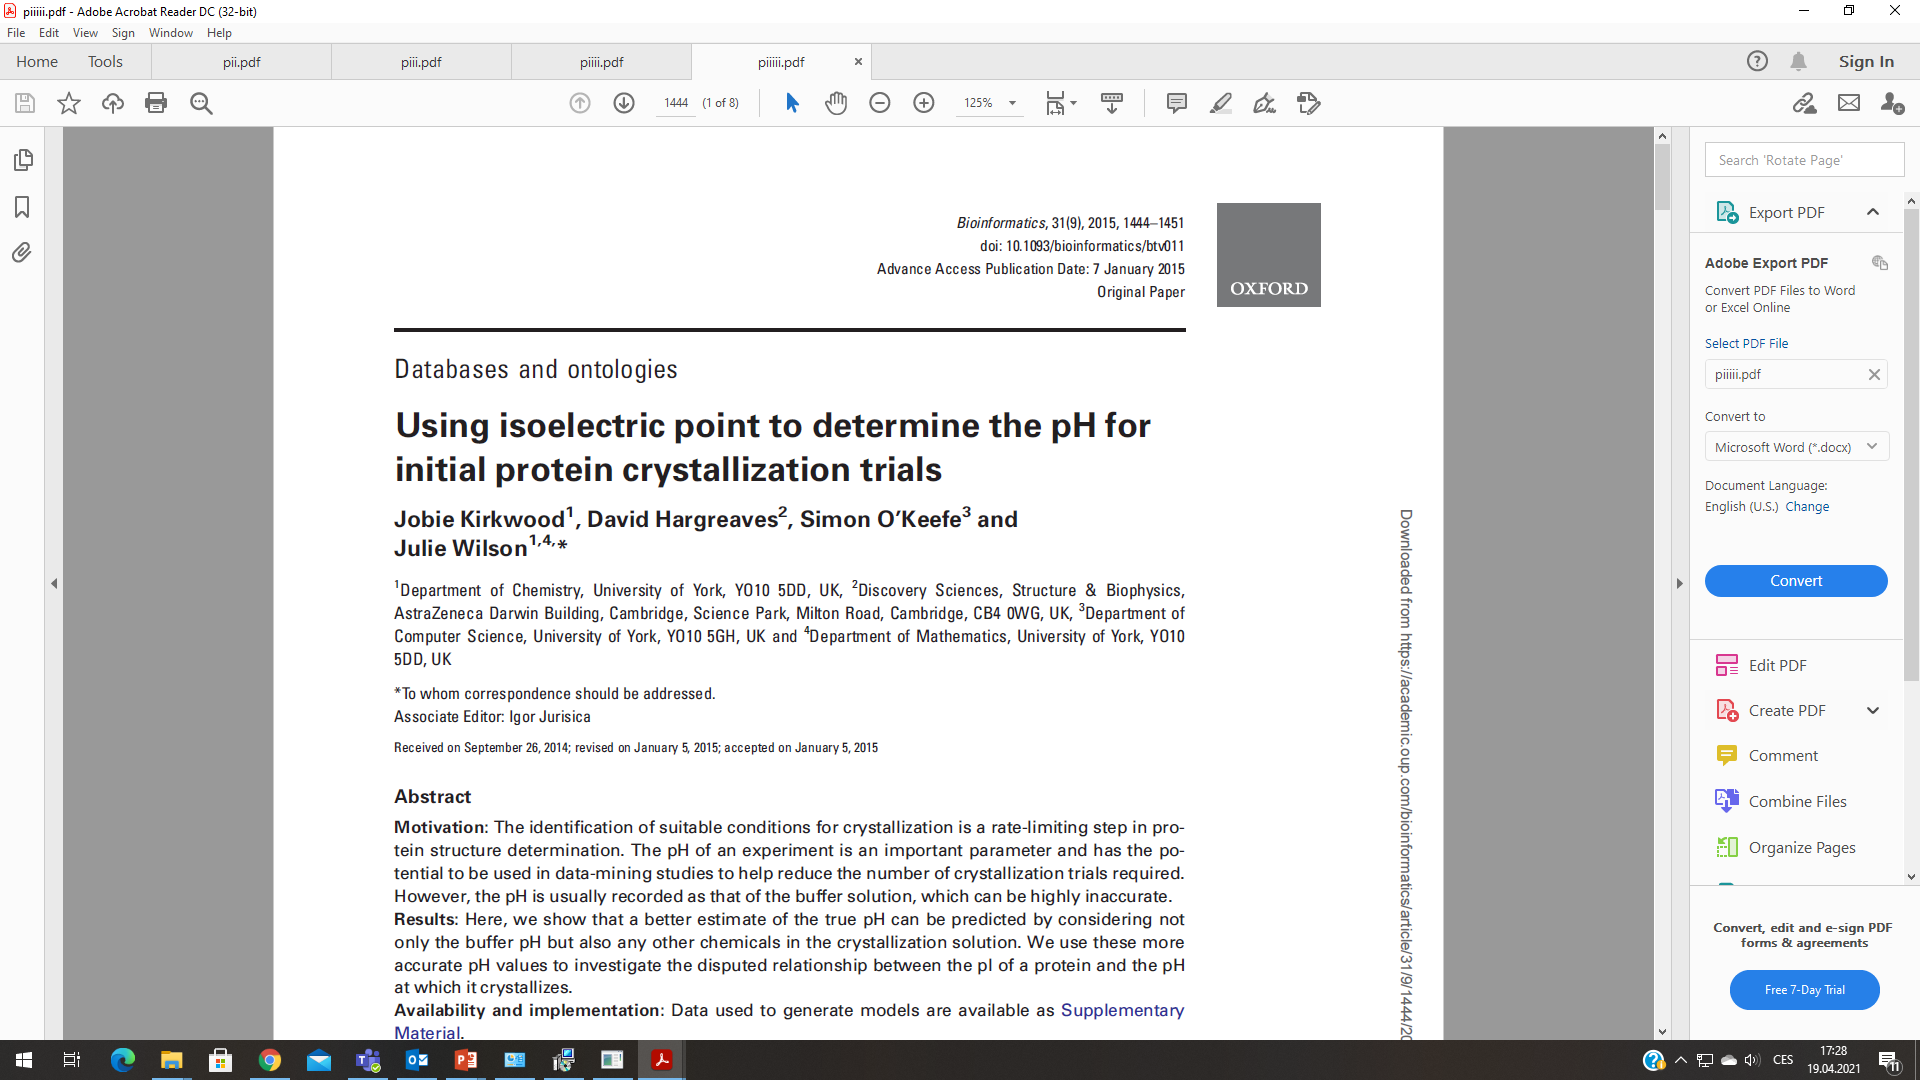 piiiii.pdf - Adobe Acrobat Reader DC (32-bit)
File Edit View Sign Window Help
Home Tools pii.pdf piii.pdf piiii.pdf piiiii.pdf Sign In
1444 (1 of 8) 125%
Search 'Rotate Page'
Export PDF
Adobe Export PDF
Convert PDF Files to Word
or Excel Online
Select PDF File
piiiii.pdf
Convert to
Microsoft Word (*.docx)
Document Language:
English (U.S.) Change
Convert
Edit PDF
Create PDF
Comment
Combine Files
Organize Pages
Convert, edit and e-sign PDF
forms & agreements
Free 7-Day Trial
Bioinformatics, 31(9), 2015, 1444–1451
doi: 10.1093/bioinformatics/btv011
Advance Access Publication Date: 7 January 2015
Original Paper
OXFORD
Databases and ontologies
Using isoelectric point to determine the pH for
initial protein crystallization trials
Jobie Kirkwood1, David Hargreaves2, Simon O'Keefe3 and
Julie Wilson1,4,*
1Department of Chemistry, University of York, YO10 5DD, UK, 2Discovery Sciences, Structure & Biophysics,
AstraZeneca Darwin Building, Cambridge, Science Park, Milton Road, Cambridge, CB4 0WG, UK, 3Department of
Computer Science, University of York, YO10 5GH, UK and 4Department of Mathematics, University of York, YO10
5DD, UK
*To whom correspondence should be addressed.
Associate Editor: Igor Jurisica
Received on September 26, 2014; revised on January 5, 2015; accepted on January 5, 2015
Abstract
Motivation: The identification of suitable conditions for crystallization is a rate-limiting step in pro-
tein structure determination. The pH of an experiment is an important parameter and has the po-
tential to be used in data-mining studies to help reduce the number of crystallization trials required.
However, the pH is usually recorded as that of the buffer solution, which can be highly inaccurate.
Results: Here, we show that a better estimate of the true pH can be predicted by considering not
only the buffer pH but also any other chemicals in the crystallization solution. We use these more
accurate pH values to investigate the disputed relationship between the pI of a protein and the pH
at which it crystallizes.
Availability and implementation: Data used to generate models are available as Supplementary
Material.
Downloaded from https://academic.oup.com/bioinformatics/article/31/9/1444/20
CES
17:28
19.04.2021
11